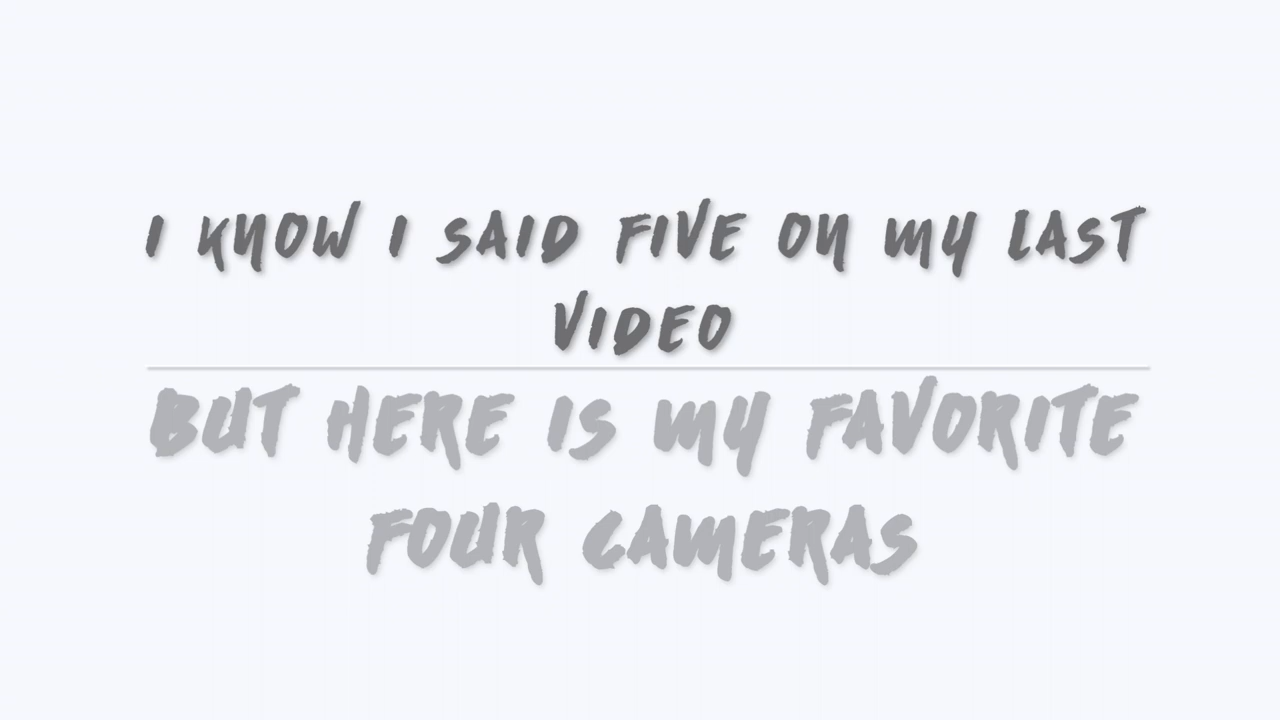 I KNOW I SAID FIVE ON MY LAST
VIDEO
BUT HERE IS MY FAVORITE
FOUR CAMERAS